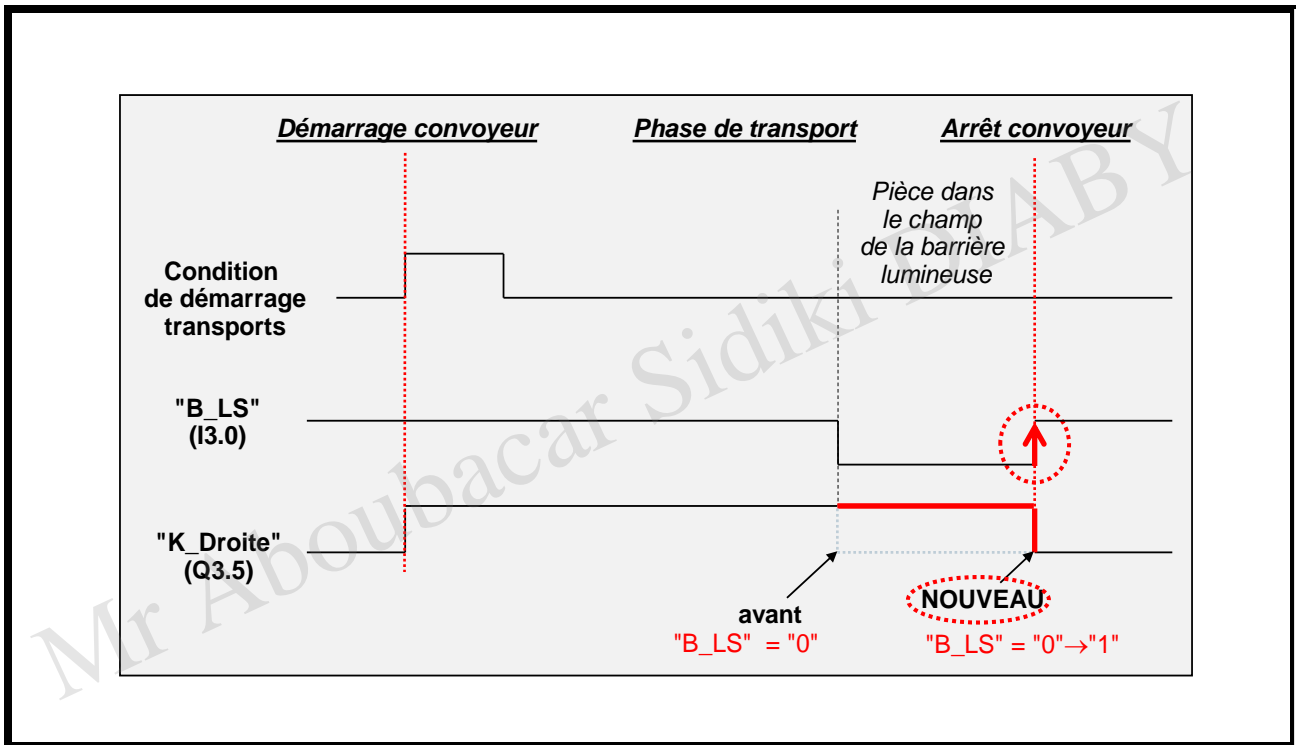 Démarrage convoyeur
Phase de transport
Arrêt convoyeur
Pièce dans
le champ
de la barrière
lumineuse
Condition
de démarrage
transports
"B_LS"
(I3.0)
"K_Droite"
(Q3.5)
avant
"B_LS" = "0"
NOUVEAU
"B_LS" = "0"→"1"
Mr Aboubacar Sidiki DIABY